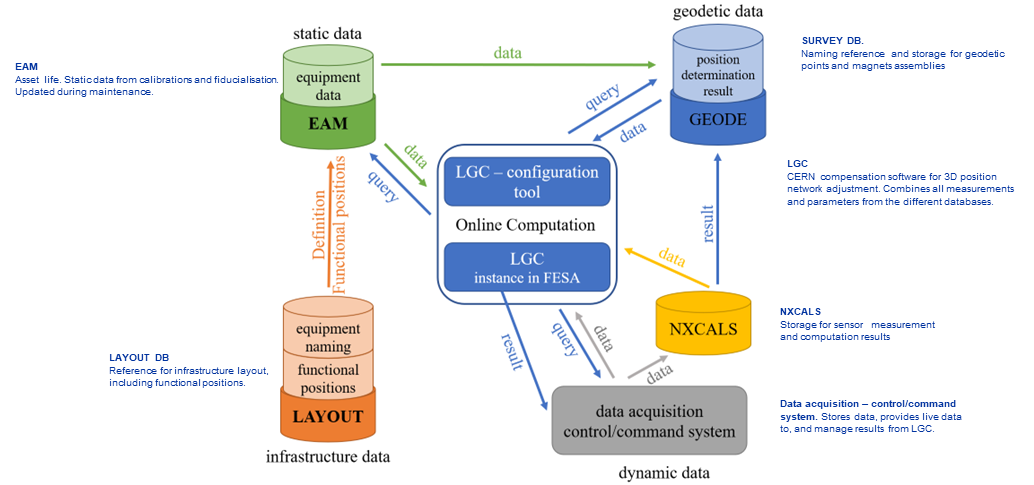 geodetic data
static data
SURVEY DB.
Naming reference and storage for geodetic
points and magnets assemblies
EAM
Asset life. Static data from calibrations and fiducialisation.
Updated during maintenance.
equipment
data
EAM
data
position
determination
result
GEODE
query
data
data
query
LGC – configuration
tool
Online Computation
LGC
instance in FESA
LGC
CERN compensation software for 3D position
network adjustment. Combines all measurements
and parameters from the different databases.
Definition
Functional positions
result
data
NXCALS
NXCALS
Storage for sensor measurement
and computation results
equipment
naming
functional
positions
LAYOUT
infrastructure data
LAYOUT DB
Reference for infrastructure layout,
including functional positions.
result
query
data
data
data acquisition
control/command system
dynamic data
Data acquisition – control/command
system. Stores data, provides live data
to, and manage results from LGC.